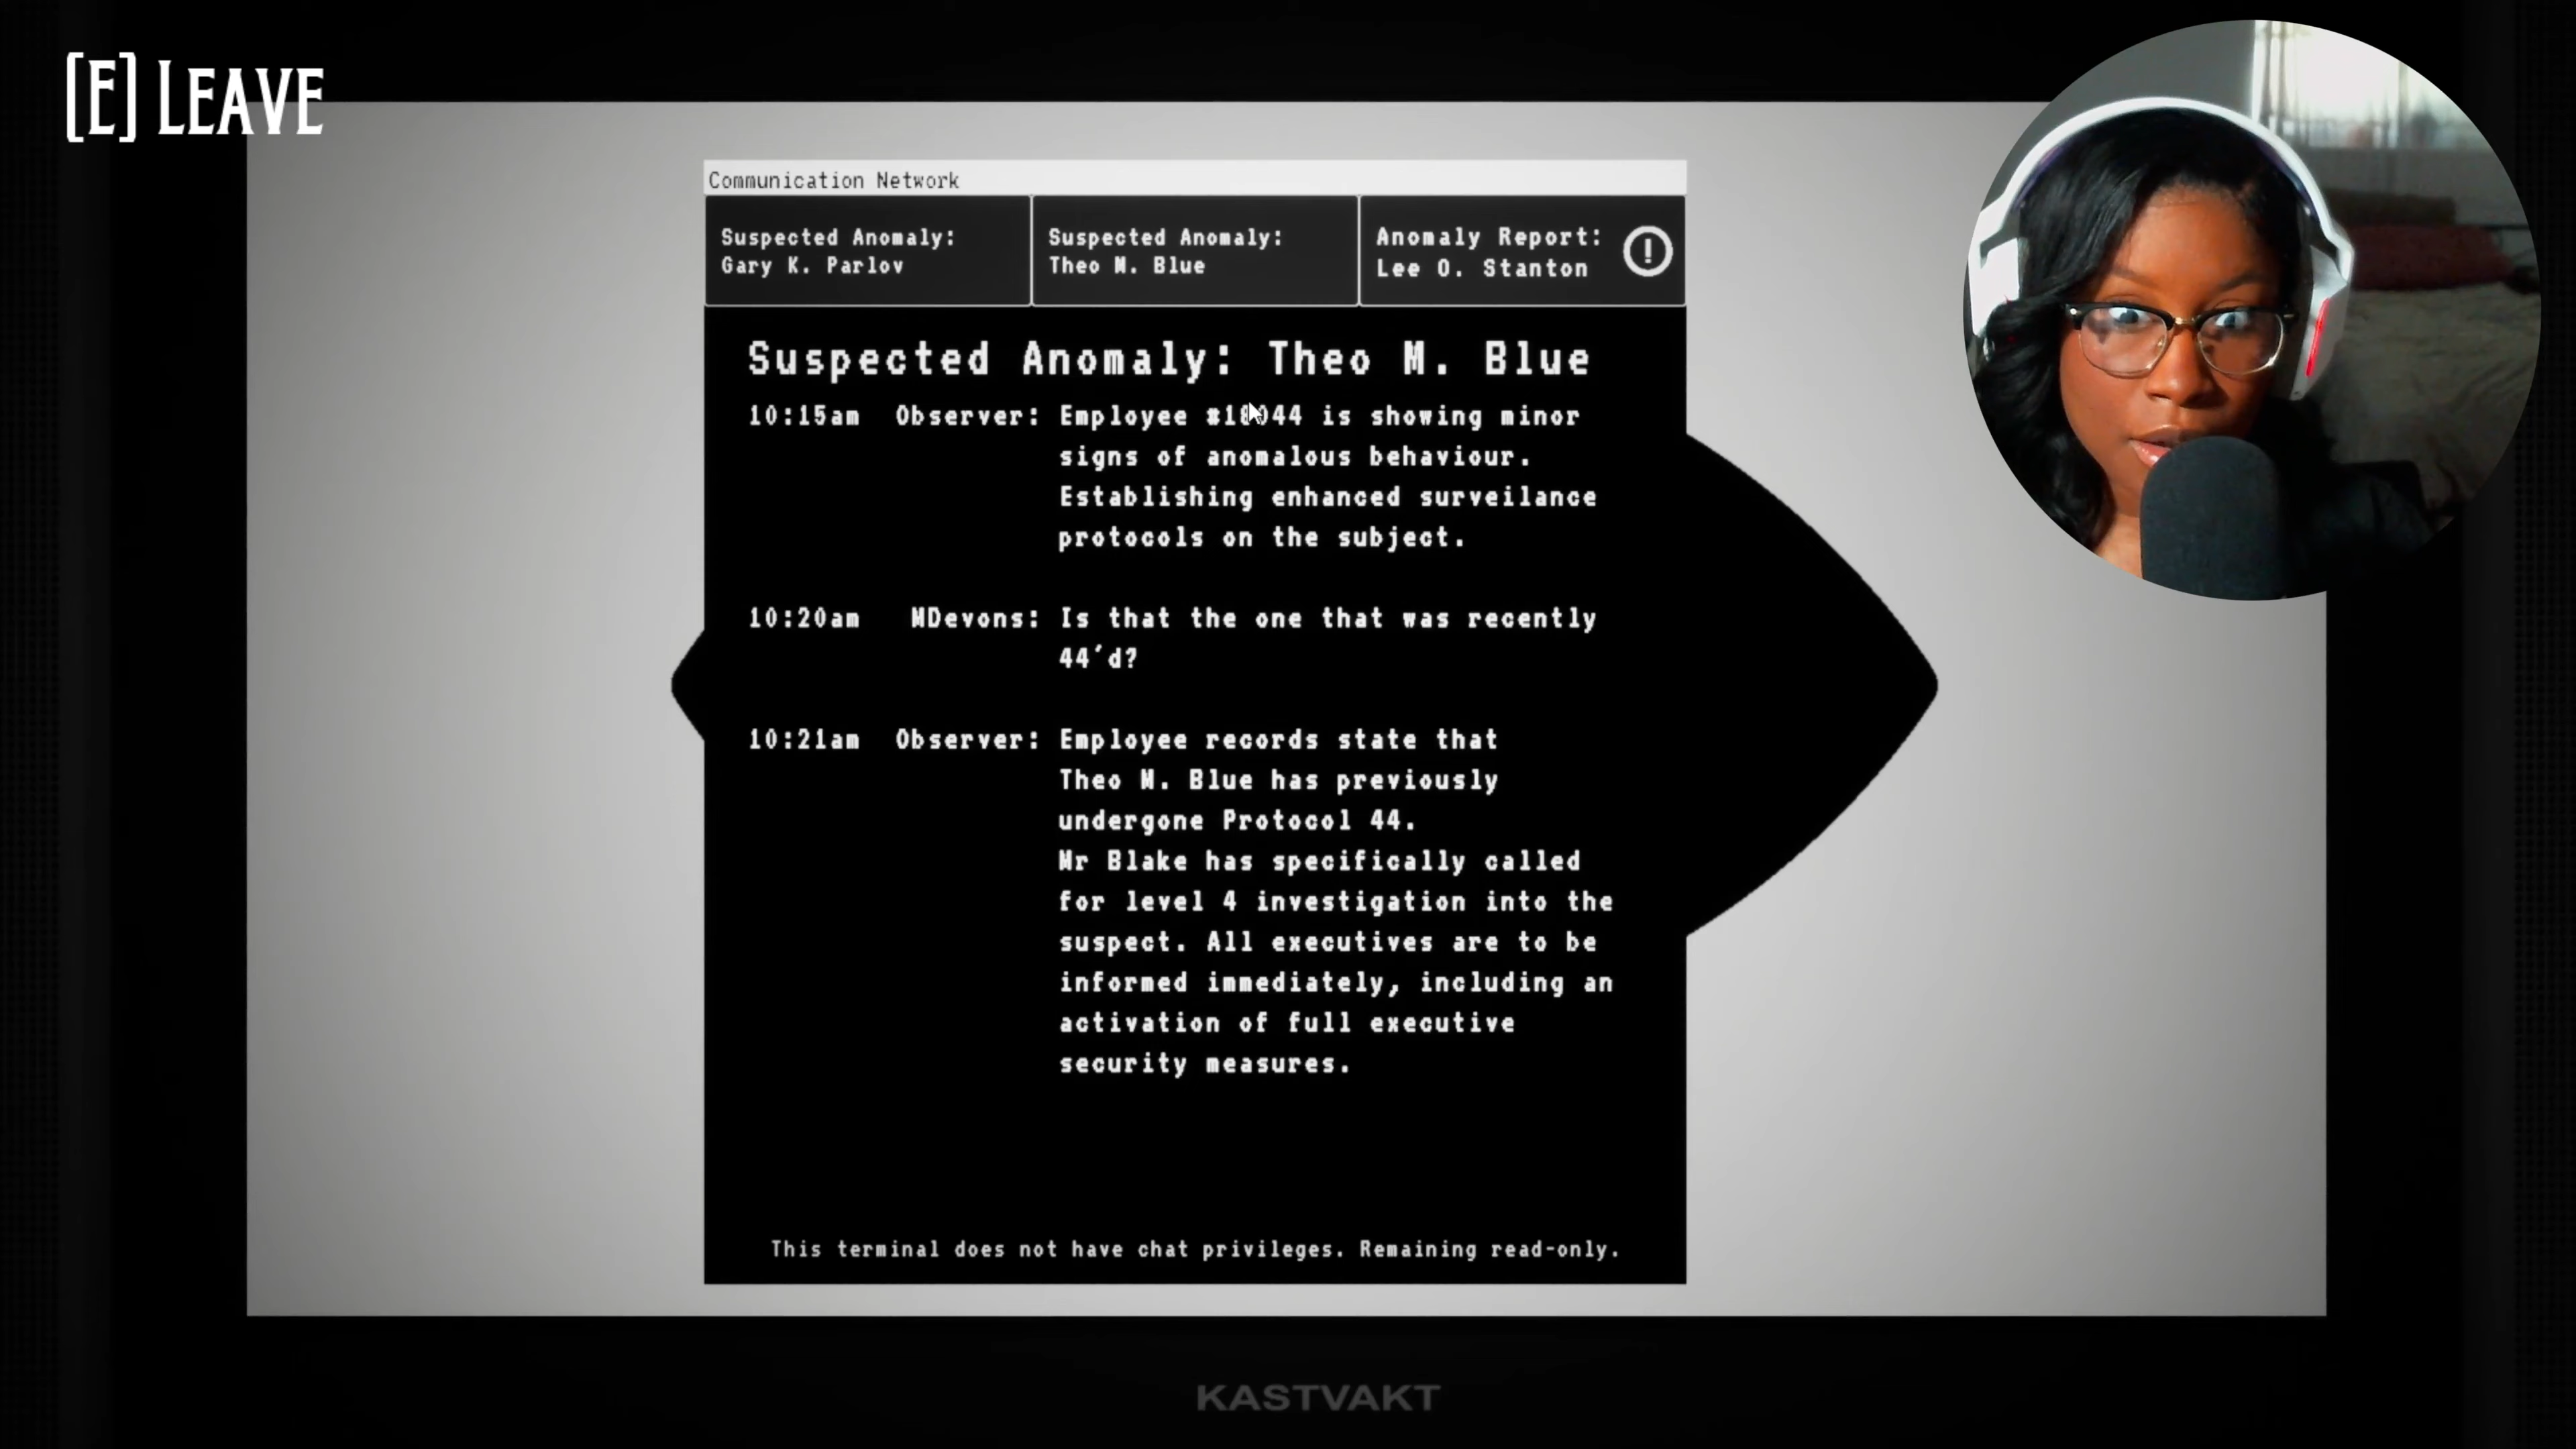 [E] LEAVE
Communication Network
Suspected Anomaly:
Gary K. Parlov
Suspected Anomaly:
Theo M. Blue
Anomaly Report:
Lee O. Stanton
Suspected Anomaly: Theo M. Blue
10:15am Observer: Employee #18044 is showing minor
signs of anomalous behaviour.
Establishing enhanced surveilance
protocols on the subject.
10:20am MDevons: Is that the one that was recently
44'd?
10:21am Observer: Employee records state that
Theo M. Blue has previously
undergone Protocol 44.
Mr Blake has specifically called
for level 4 investigation into the
suspect. All executives are to be
informed immediately, including an
activation of full executive
security measures.
This terminal does not have chat privileges. Remaining read-only.
KASTVAKT